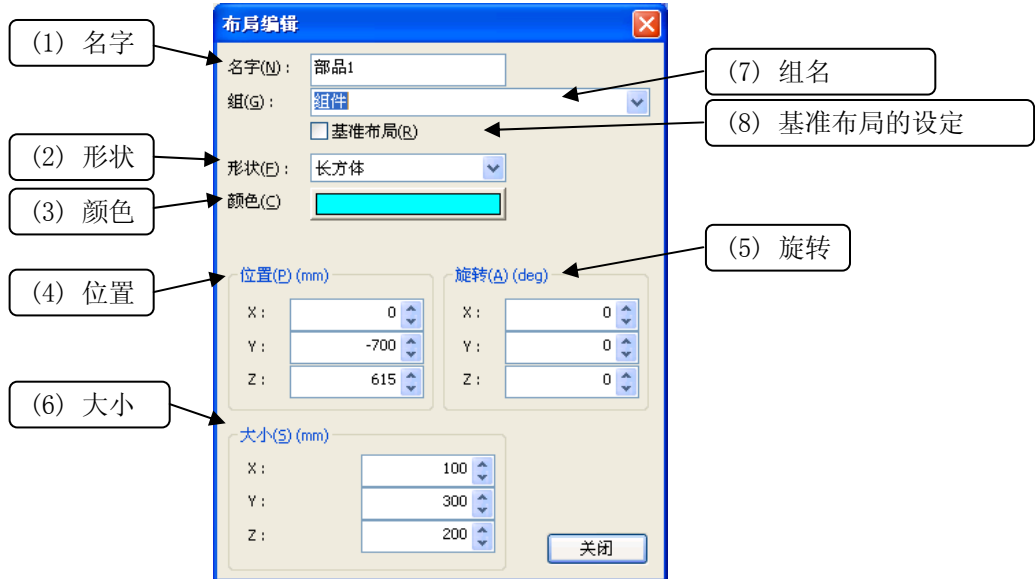 布局编辑
(1) 名字
名字(N)： 部品1
(7) 组名
组(G)： 组件
基准布局(R)
(8) 基准布局的设定
(2) 形状
形状(F)： 长方体
(3) 颜色
颜色(C)
(5) 旋转
(4) 位置
位置(P) (mm)
X： 0
Y： -700
Z： 615
旋转(A) (deg)
X： 0
Y： 0
Z： 0
(6) 大小
大小(S) (mm)
X： 100
Y： 300
Z： 200
关闭